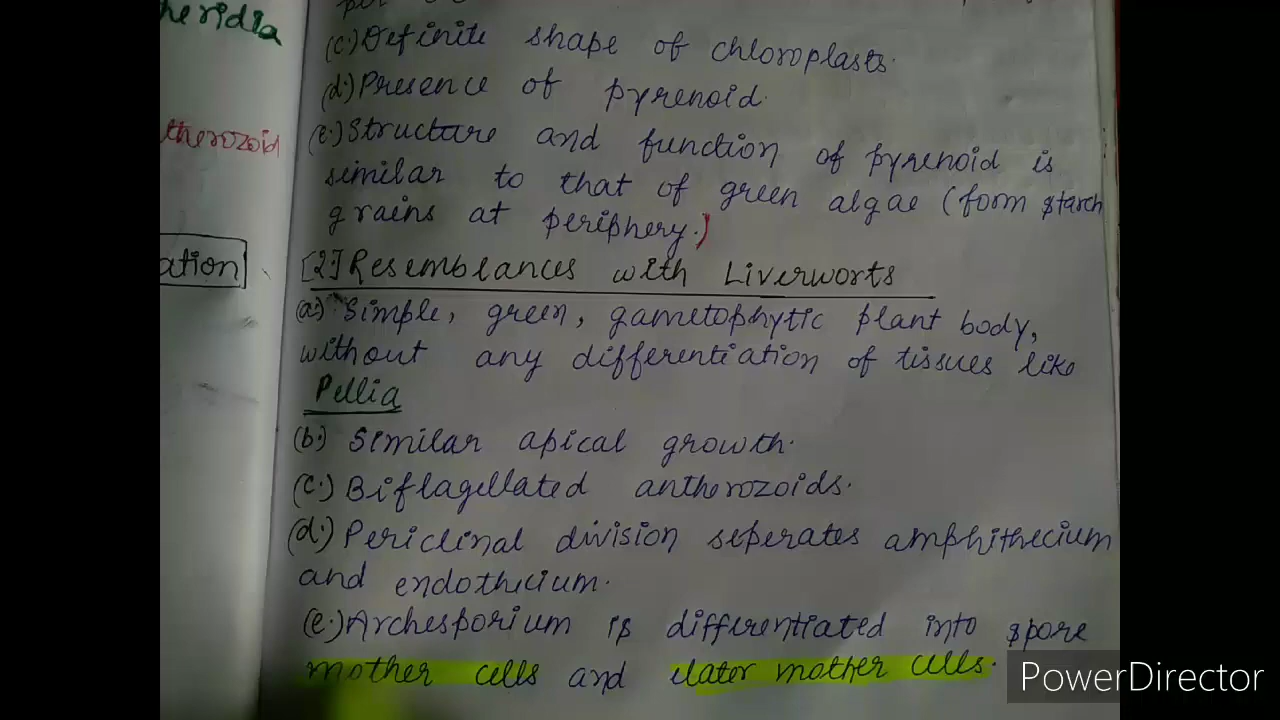 heridia
(c.) Definite shape of chloroplasts.
(d.) Presence of pyrenoid.
therozoid
(e.) Structure and function of pyrenoid is
similar to that of green algae (form starch
grains at periphery.)
ation
[2.] Resemblances with Liverworts
(a.) Simple, green, gametophytic plant body,
without any differentiation of tissues like
Pellia
(b.) Similar apical growth.
(c.) Biflagellated antherozoids.
(d.) Periclinal division seperates amphithecium
and endothecium.
(e.) Archesporium is differentiated into spore
mother cells and elater mother cells.
PowerDirector